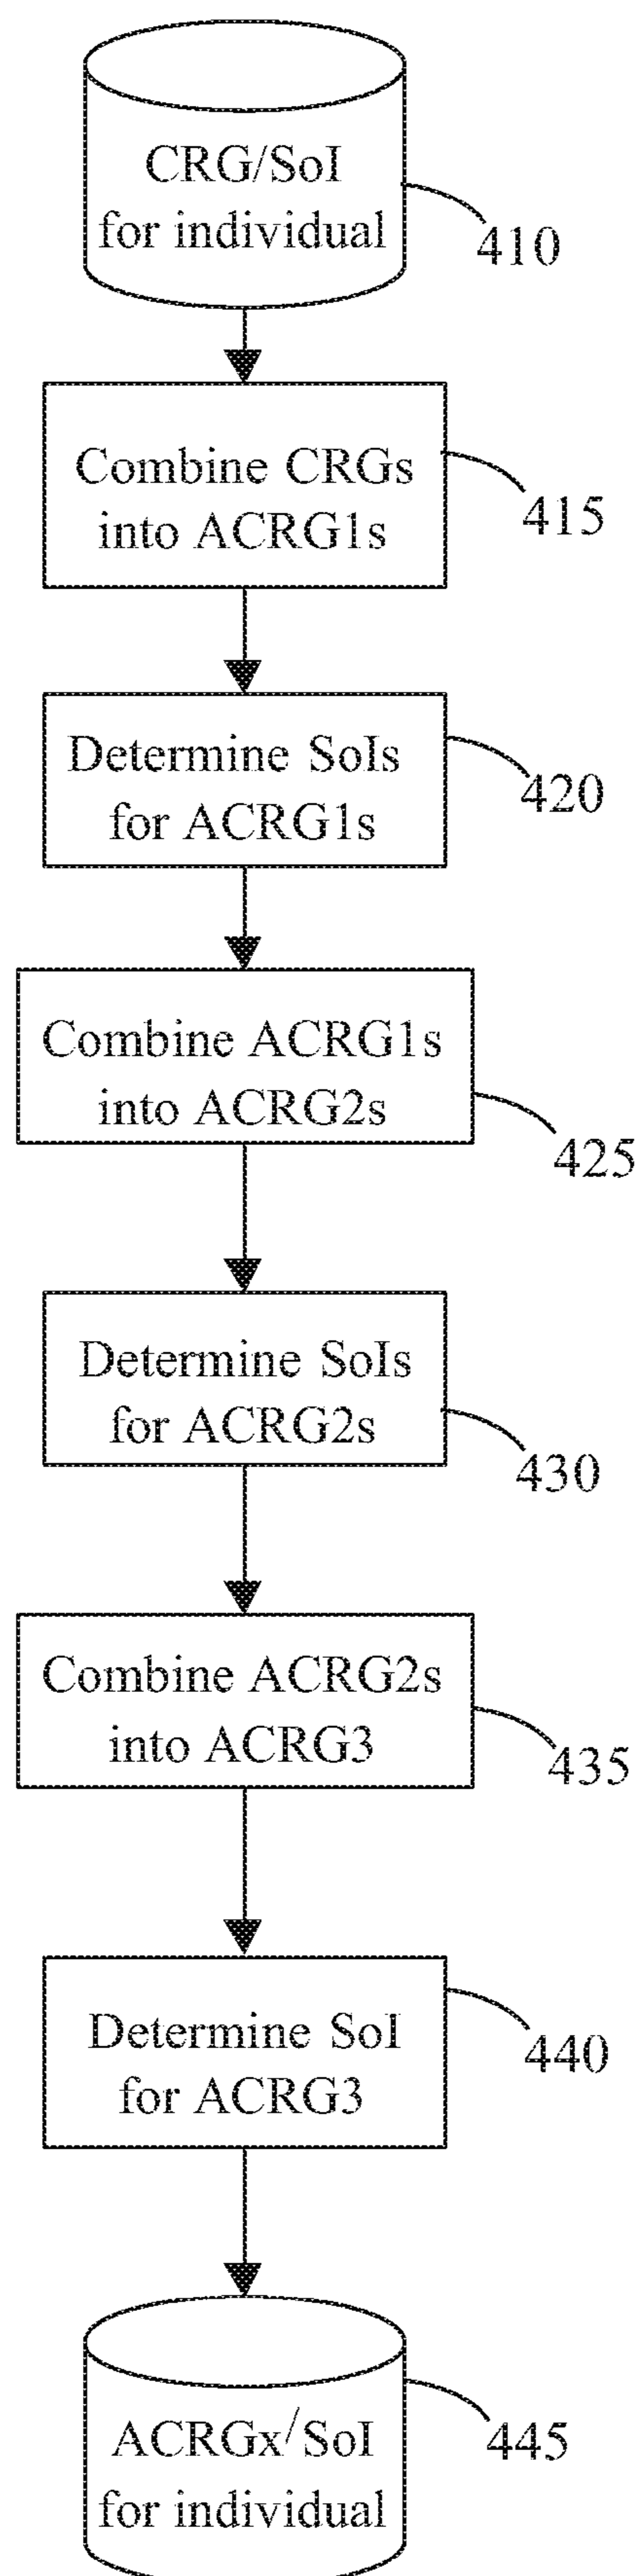 CRG/SoI
for individual
410
Combine CRGs
into ACRG1s
415
Determine SoIs
for ACRG1s
420
Combine ACRG1s
into ACRG2s
425
Determine SoIs
for ACRG2s
430
Combine ACRG2s
into ACRG3
435
Determine SoI
for ACRG3
440
ACRGx/SoI
for individual
445